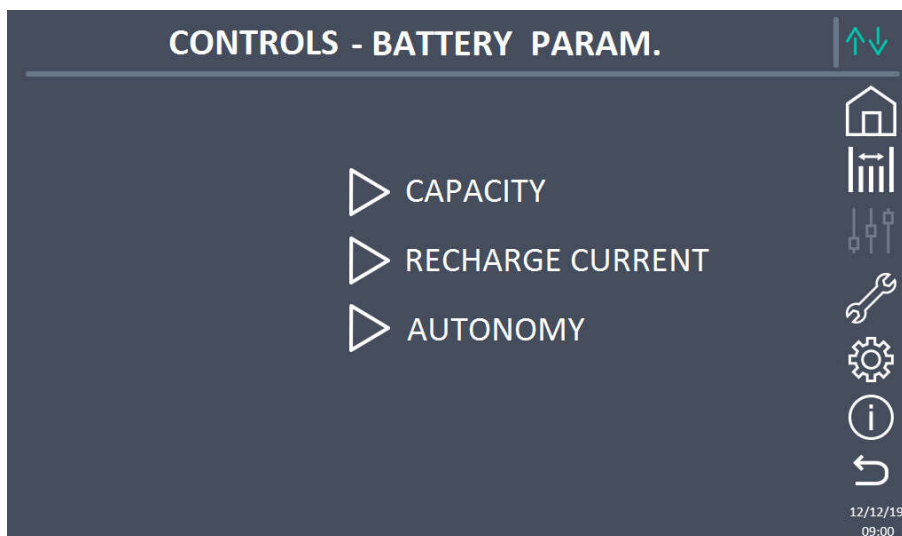 CONTROLS - BATTERY PARAM.
CAPACITY
RECHARGE CURRENT
AUTONOMY
12/12/19
09:00